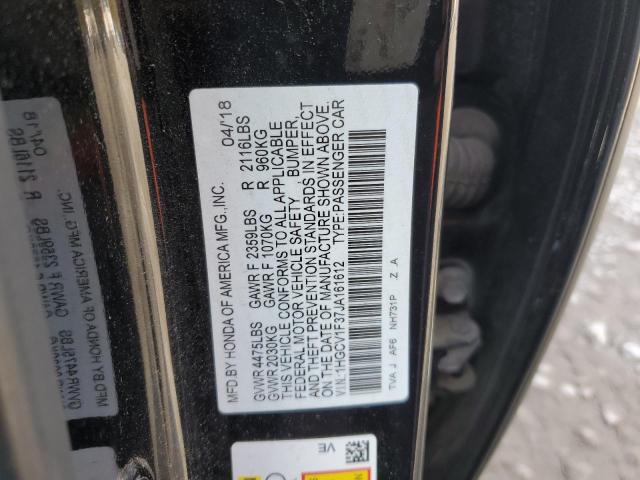 MFD.BY HONDA OF AMERICA MFG.,INC. 04/18
GVWR 4475LBS GAWR F 2359LBS R 2116LBS
GVWR 2030KG GAWR F 1070KG R 960KG
THIS VEHICLE CONFORMS TO ALL APPLICABLE
FEDERAL MOTOR VEHICLE SAFETY BUMPER,
AND THEFT PREVENTION STANDARDS IN EFFECT
ON THE DATE OF MANUFACTURE SHOWN ABOVE.
V.I.N.:1HGCV1F37JA161612 TYPE:PASSENGER CAR
TVA J AF6 NH731P Z A
VE